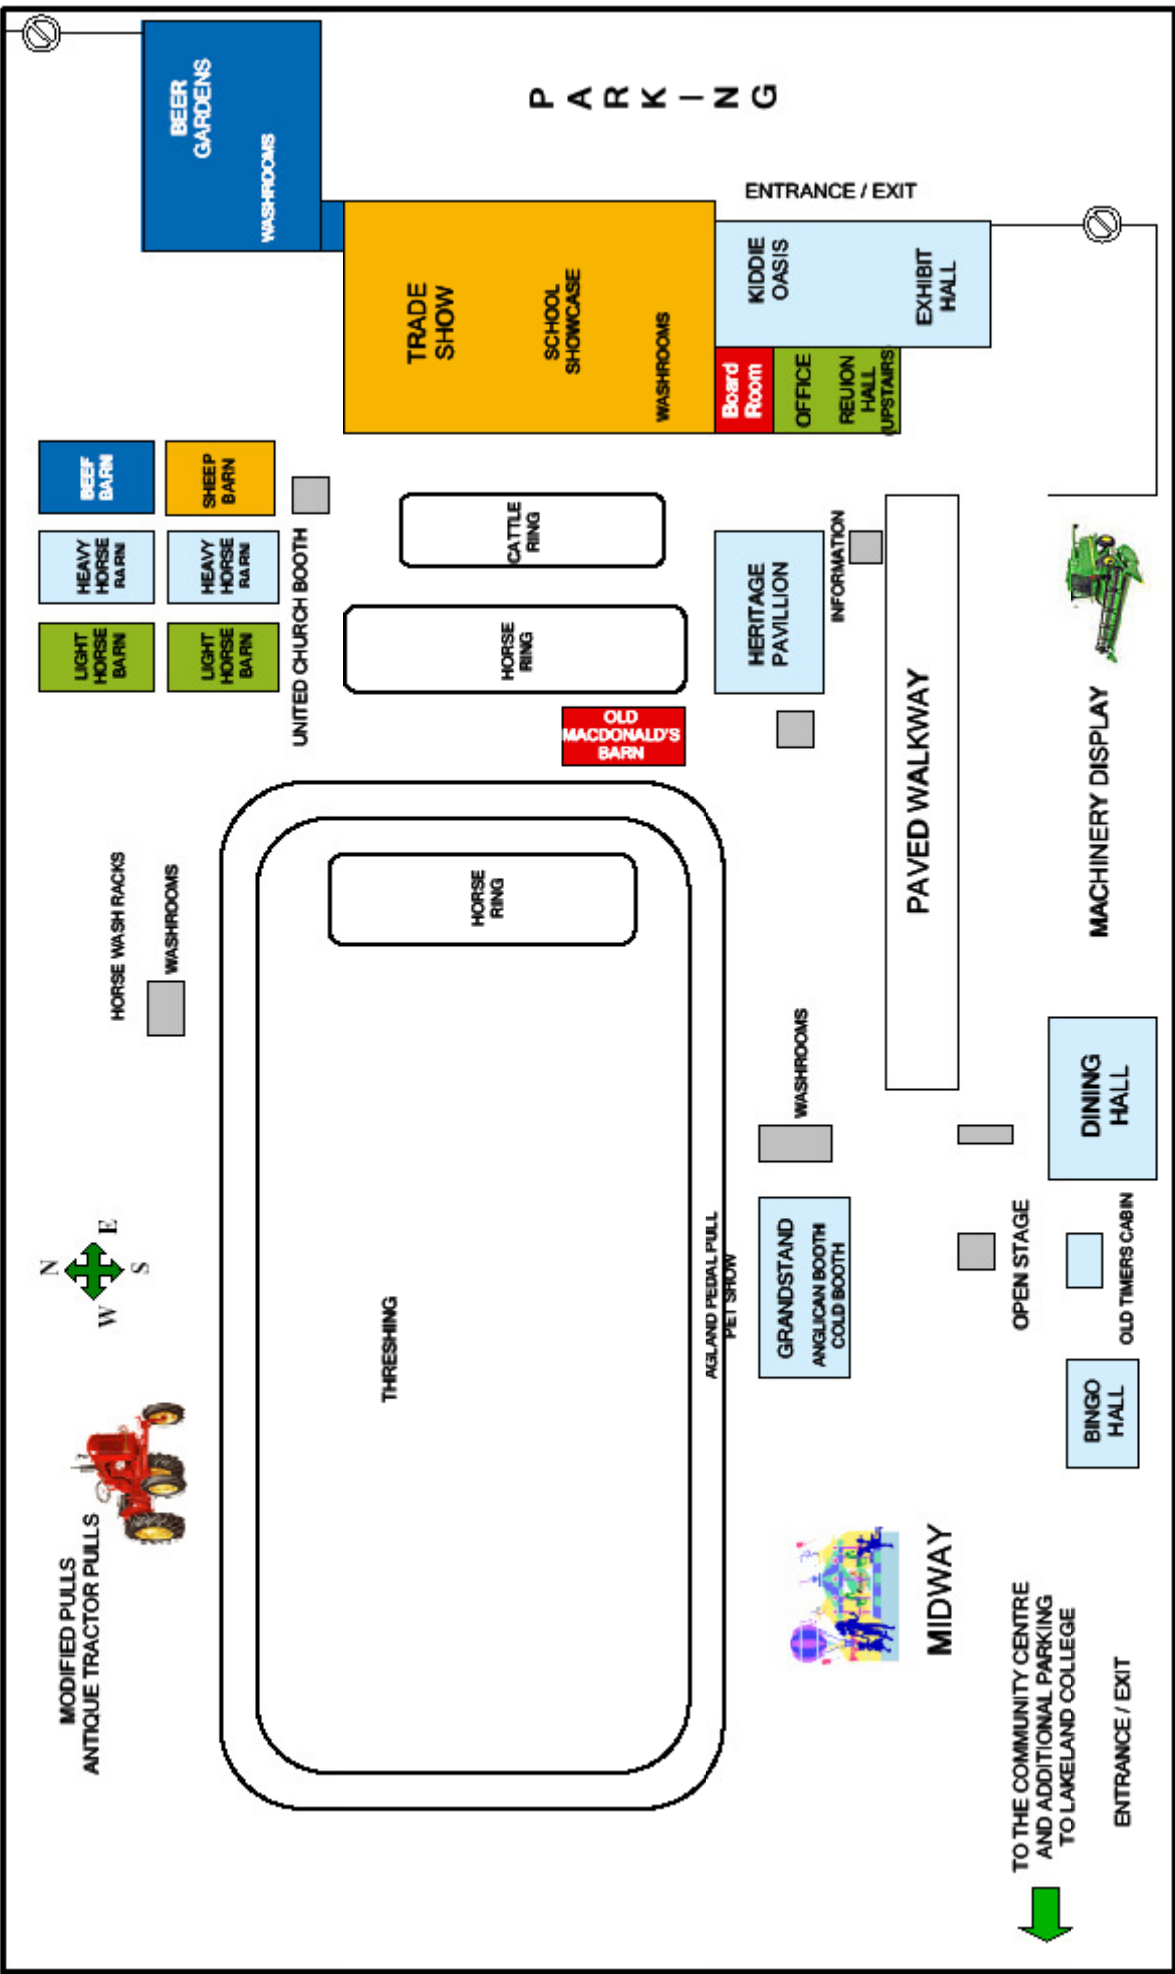 MODIFIED PULLS
ANTIQUE TRACTOR PULLS
N
W
E
S
HORSE WASH RACKS
WASHROOMS
LIGHT
HORSE
BARN
HEAVY
HORSE
BARN
BEEF
BARN
LIGHT
HORSE
BARN
HEAVY
HORSE
BARN
SHEEP
BARN
UNITED CHURCH BOOTH
BEER
GARDENS
WASHROOMS
TRADE
SHOW
SCHOOL
SHOWCASE
WASHROOMS
PARKING
CATTLE
RING
HORSE
RING
OLD
MACDONALD'S
BARN
HORSE
RING
THRESHING
AGLAND PEDAL PULL
PET SHOW
GRANDSTAND
ANGLICAN BOOTH
COLD BOOTH
WASHROOMS
HERITAGE
PAVILLION
INFORMATION
Board
Room
OFFICE
REUION
HALL
(UPSTAIRS)
KIDDIE
OASIS
EXHIBIT
HALL
ENTRANCE / EXIT
PAVED WALKWAY
MIDWAY
OPEN STAGE
MACHINERY DISPLAY
DINING
HALL
OLD TIMERS CABIN
BINGO
HALL
TO THE COMMUNITY CENTRE
AND ADDITIONAL PARKING
TO LAKELAND COLLEGE
ENTRANCE / EXIT